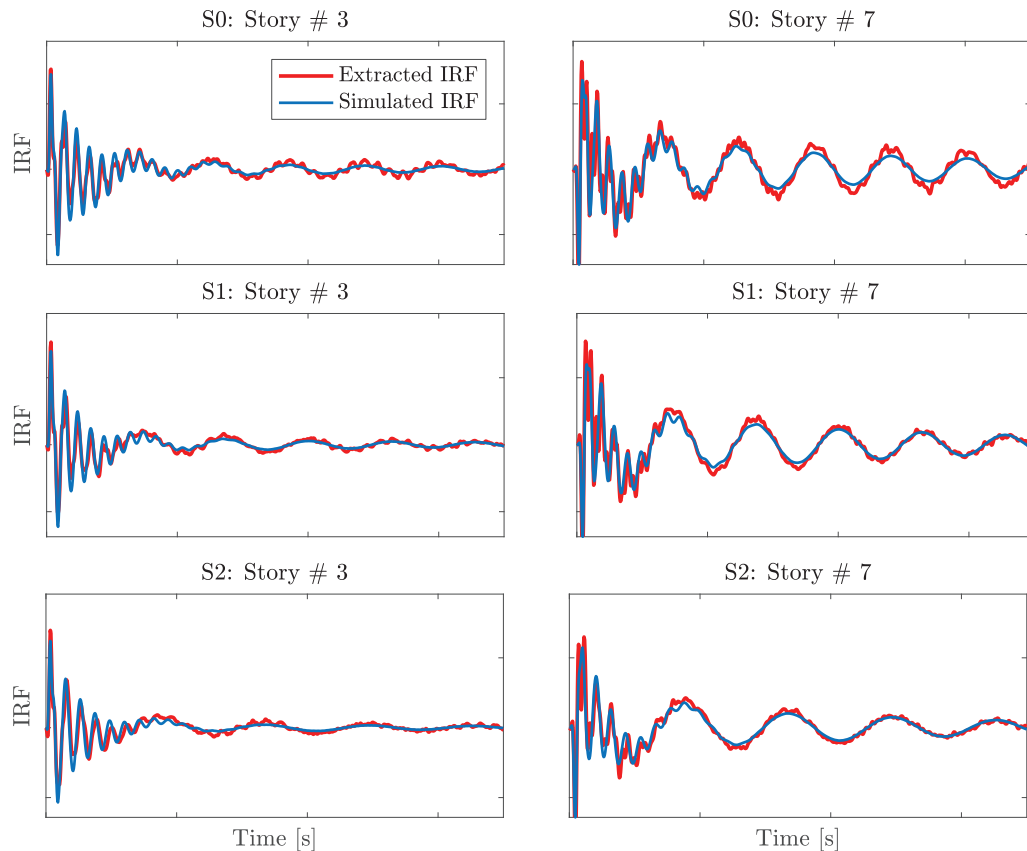 S0: Story # 3
S0: Story # 7
Extracted IRF
Simulated IRF
IRF
S1: Story # 3
S1: Story # 7
IRF
S2: Story # 3
S2: Story # 7
IRF
Time [s]
Time [s]